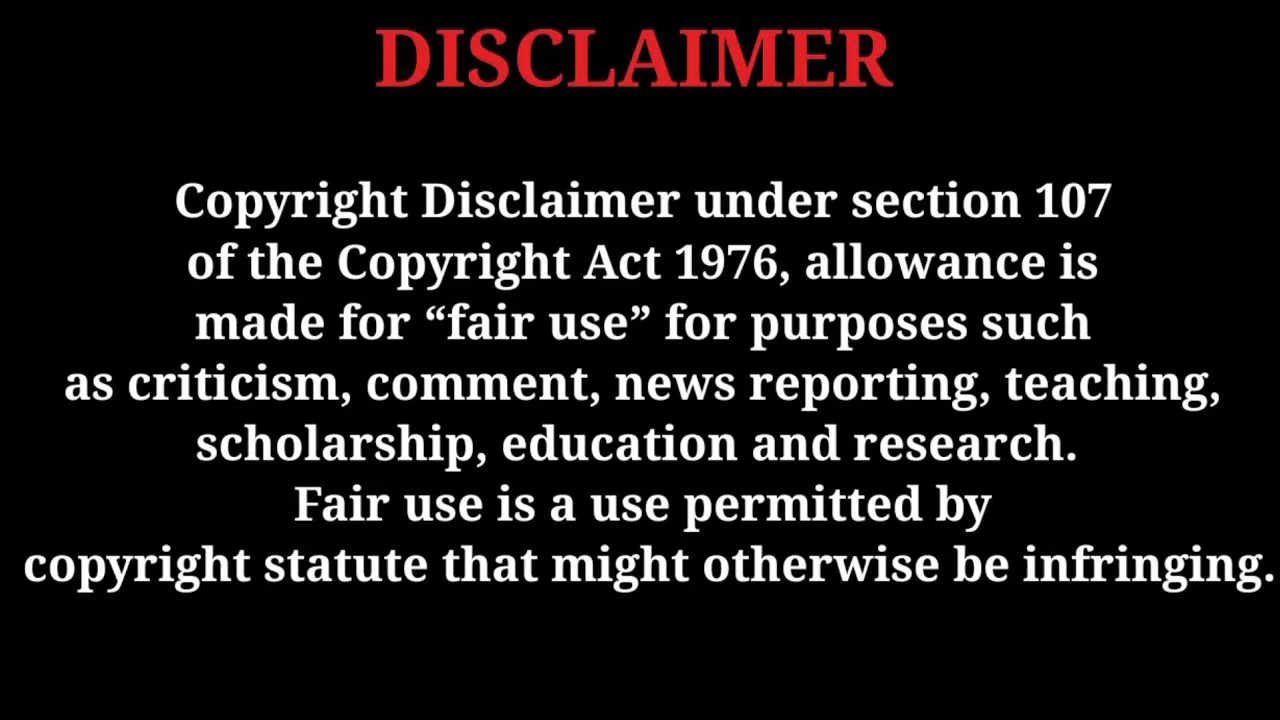 DISCLAIMER
Copyright Disclaimer under section 107
of the Copyright Act 1976, allowance is
made for “fair use” for purposes such
as criticism, comment, news reporting, teaching,
scholarship, education and research.
Fair use is a use permitted by
copyright statute that might otherwise be infringing.